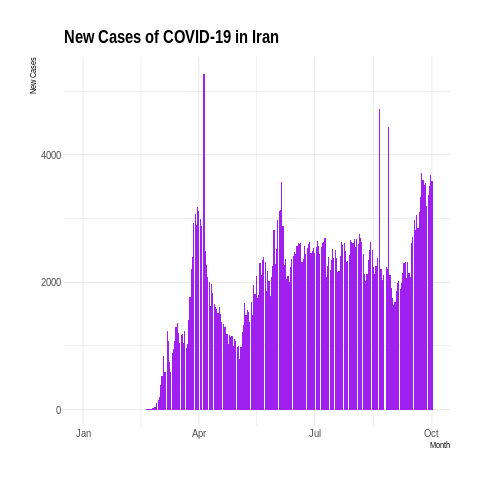 New Cases of COVID-19 in Iran
New Cases
4000
2000
0
Jan Apr Jul Oct
Month